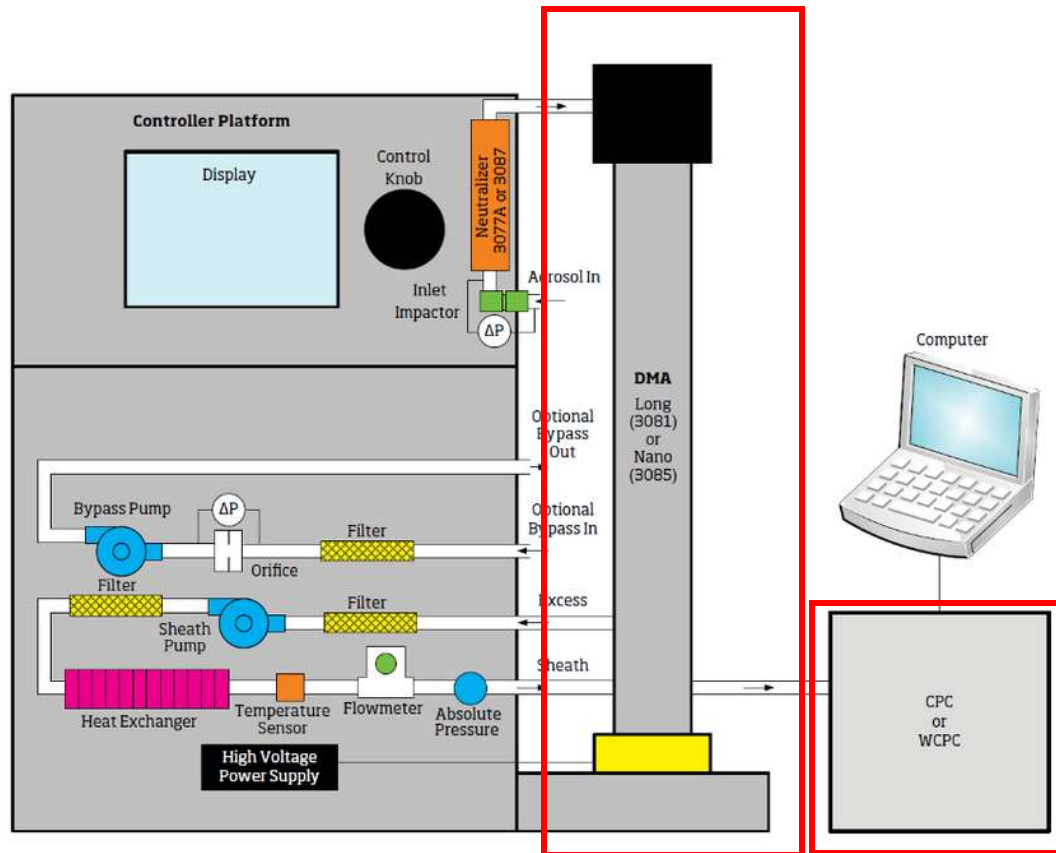 Controller Platform
Display
Control
Knob
Neutralizer
3077A or 3087
Aerosol In
Inlet
Impactor
ΔP
Computer
DMA
Long
(3081)
or
Nano
(3085)
Optional
Bypass
Out
Bypass Pump
ΔP
Filter
Optional
Bypass In
Orifice
Filter
Filter
Excess
Sheath
Pump
Sheath
Heat Exchanger
Temperature
Sensor
Flowmeter
Absolute
Pressure
CPC
or
WCPC
High Voltage
Power Supply